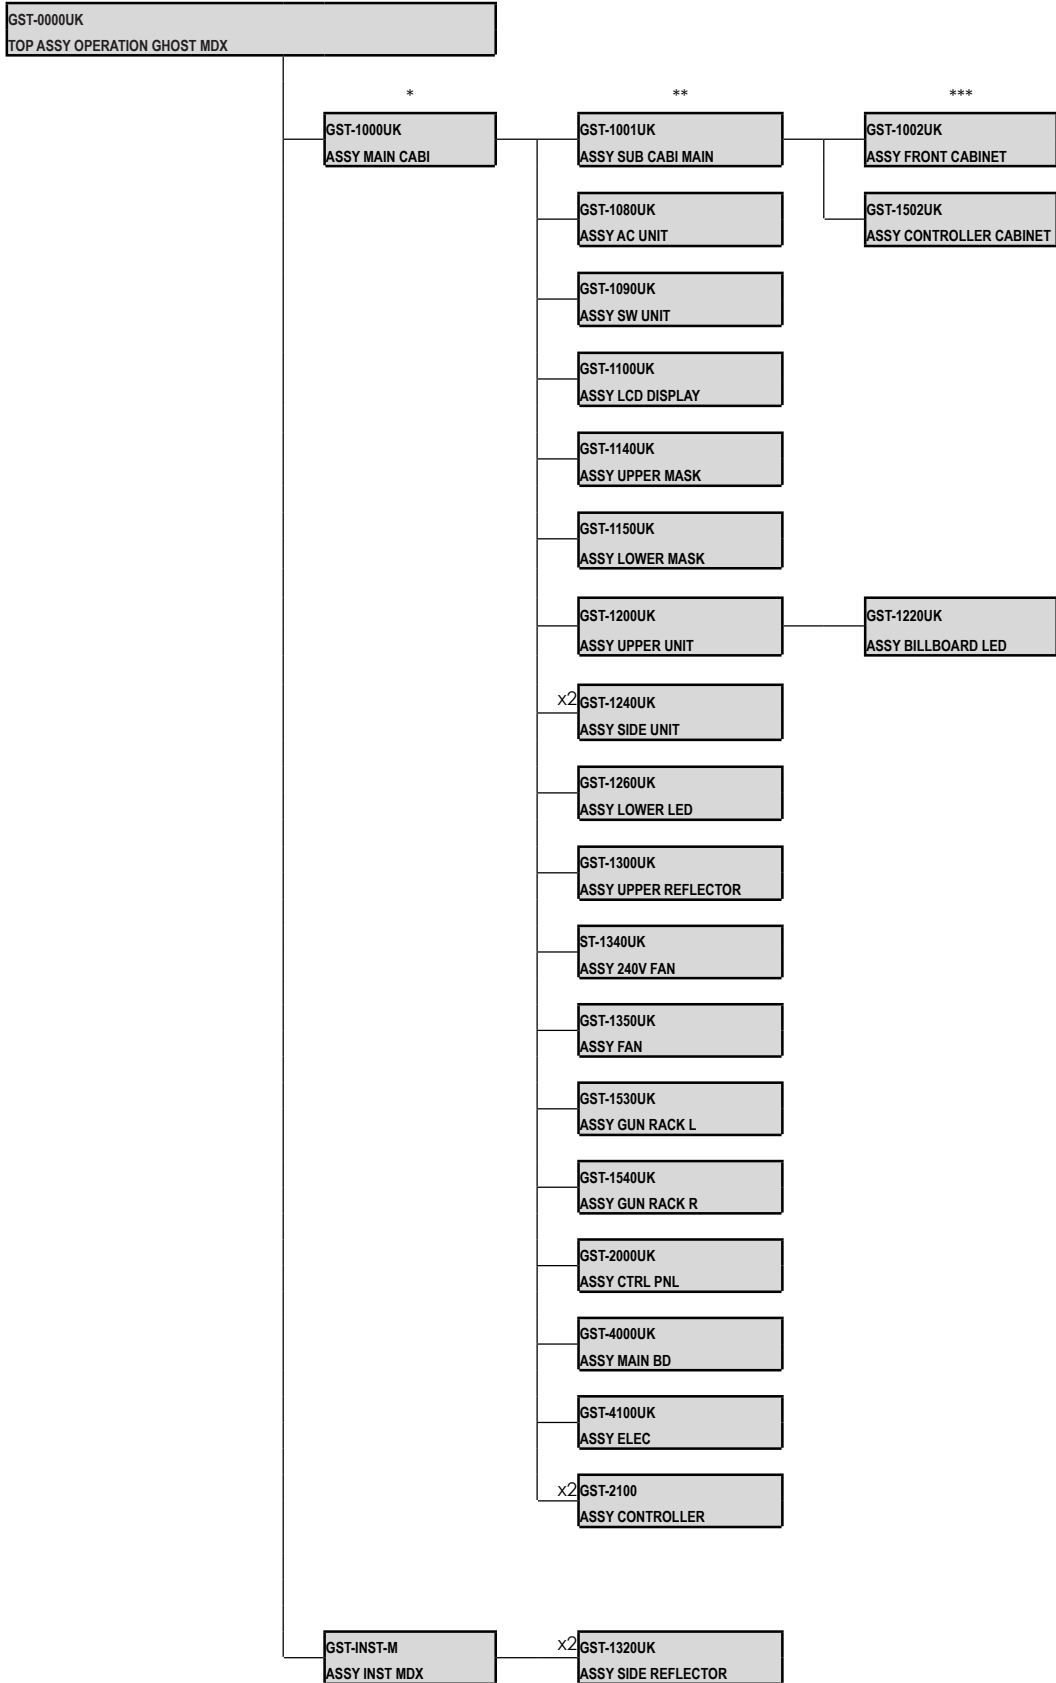 GST-0000UK
TOP ASSY OPERATION GHOST MDX
*
**
***
GST-1000UK
ASSY MAIN CABI
GST-1001UK
ASSY SUB CABI MAIN
GST-1002UK
ASSY FRONT CABINET
GST-1080UK
ASSY AC UNIT
GST-1502UK
ASSY CONTROLLER CABINET
GST-1090UK
ASSY SW UNIT
GST-1100UK
ASSY LCD DISPLAY
GST-1140UK
ASSY UPPER MASK
GST-1150UK
ASSY LOWER MASK
GST-1200UK
ASSY UPPER UNIT
GST-1220UK
ASSY BILLBOARD LED
x2
GST-1240UK
ASSY SIDE UNIT
GST-1260UK
ASSY LOWER LED
GST-1300UK
ASSY UPPER REFLECTOR
ST-1340UK
ASSY 240V FAN
GST-1350UK
ASSY FAN
GST-1530UK
ASSY GUN RACK L
GST-1540UK
ASSY GUN RACK R
GST-2000UK
ASSY CTRL PNL
GST-4000UK
ASSY MAIN BD
GST-4100UK
ASSY ELEC
x2
GST-2100
ASSY CONTROLLER
GST-INST-M
ASSY INST MDX
x2
GST-1320UK
ASSY SIDE REFLECTOR